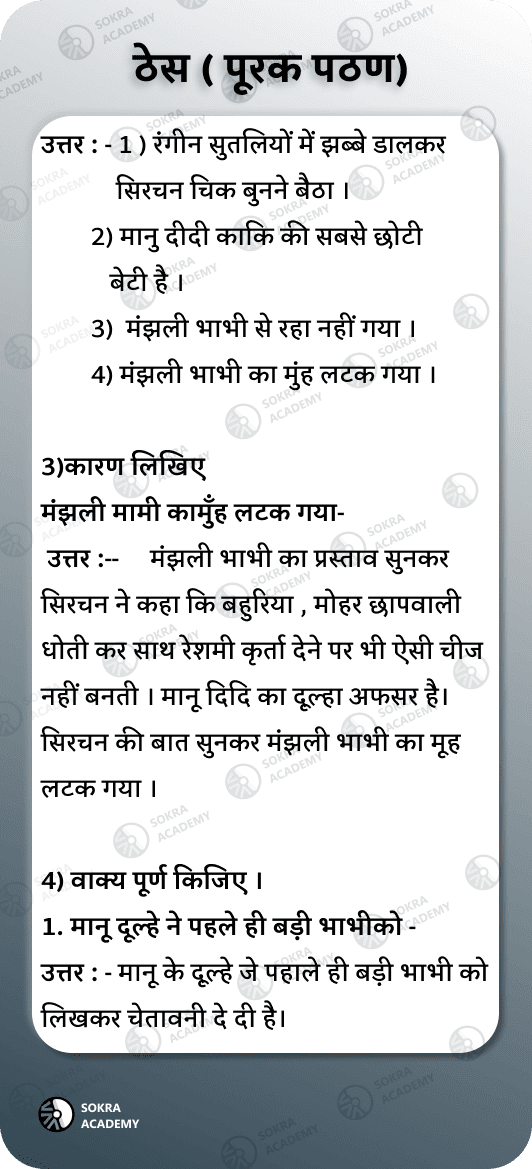 ठेस ( पूरक पठण)
उत्तर : - 1 ) रंगीन सुतलियों में झब्बे डालकर
सिरचन चिक बुनने बैठा ।
2) मानु दीदी काकि की सबसे छोटी
बेटी है ।
3) मंझली भाभी से रहा नहीं गया ।
4) मंझली भाभी का मुंह लटक गया ।
3)कारण लिखिए
मंझली मामी कामुँह लटक गया-
उत्तर :-- मंझली भाभी का प्रस्ताव सुनकर
सिरचन ने कहा कि बहुरिया , मोहर छापवाली
धोती कर साथ रेशमी कृर्ता देने पर भी ऐसी चीज
नहीं बनती । मानू दिदि का दूल्हा अफसर है।
सिरचन की बात सुनकर मंझली भाभी का मूह
लटक गया ।
4) वाक्य पूर्ण किजिए ।
1. मानू दूल्हे ने पहले ही बड़ी भाभीको -
उत्तर : - मानू के दूल्हे जे पहाले ही बड़ी भाभी को
लिखकर चेतावनी दे दी है।
SOKRA
ACADEMY